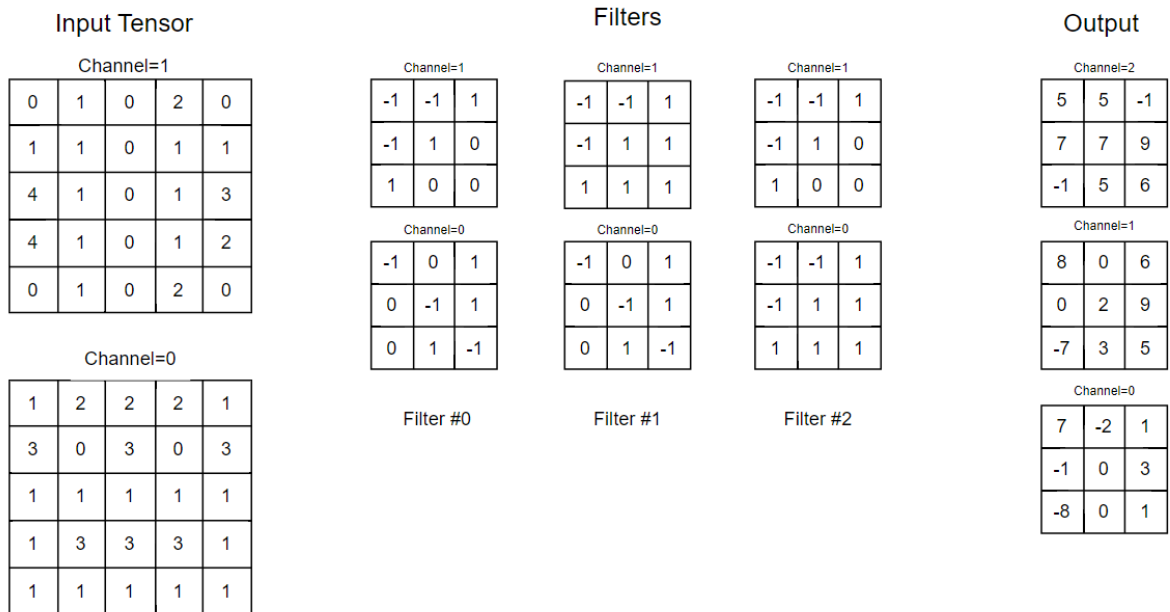 Input Tensor
Channel=1
0 1 0 2 0
1 1 0 1 1
4 1 0 1 3
4 1 0 1 2
0 1 0 2 0
Channel=0
1 2 2 2 1
3 0 3 0 3
1 1 1 1 1
1 3 3 3 1
1 1 1 1 1
Filters
Channel=1
-1 -1 1
-1 1 0
1 0 0
Channel=0
-1 0 1
0 -1 1
0 1 -1
Filter #0
Channel=1
-1 -1 1
-1 1 1
1 1 1
Channel=0
-1 0 1
0 -1 1
0 1 -1
Filter #1
Channel=1
-1 -1 1
-1 1 0
1 0 0
Channel=0
-1 -1 1
-1 1 1
1 1 1
Filter #2
Output
Channel=2
5 5 -1
7 7 9
-1 5 6
Channel=1
8 0 6
0 2 9
-7 3 5
Channel=0
7 -2 1
-1 0 3
-8 0 1